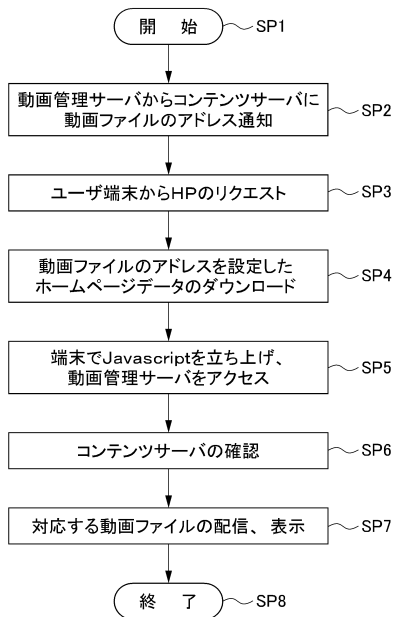 開 始 SP1
動画管理サーバからコンテンツサーバに
動画ファイルのアドレス通知 SP2
ユーザ端末からHPのリクエスト SP3
動画ファイルのアドレスを設定した
ホームページデータのダウンロード SP4
端末でJavascriptを立ち上げ、
動画管理サーバをアクセス SP5
コンテンツサーバの確認 SP6
対応する動画ファイルの配信、表示 SP7
終 了 SP8